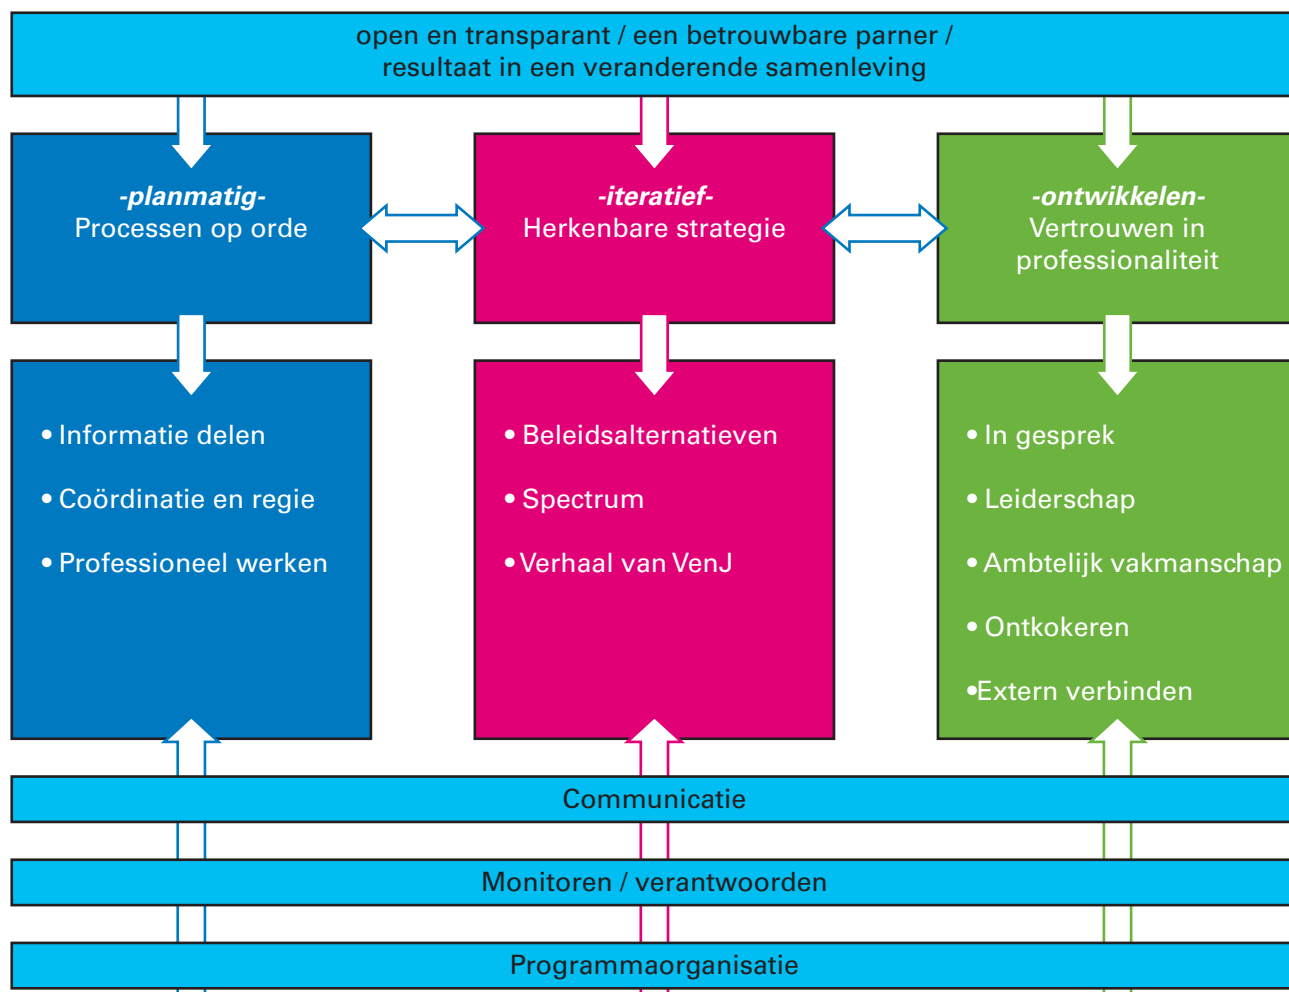 open en transparant / een betrouwbare parner /
resultaat in een veranderende samenleving
-planmatig-
Processen op orde
-iteratief-
Herkenbare strategie
-ontwikkelen-
Vertrouwen in
professionaliteit
• Informatie delen
• Coördinatie en regie
• Professioneel werken
• Beleidsalternatieven
• Spectrum
• Verhaal van VenJ
• In gesprek
• Leiderschap
• Ambtelijk vakmanschap
• Ontkokeren
•Extern verbinden
Communicatie
Monitoren / verantwoorden
Programmaorganisatie